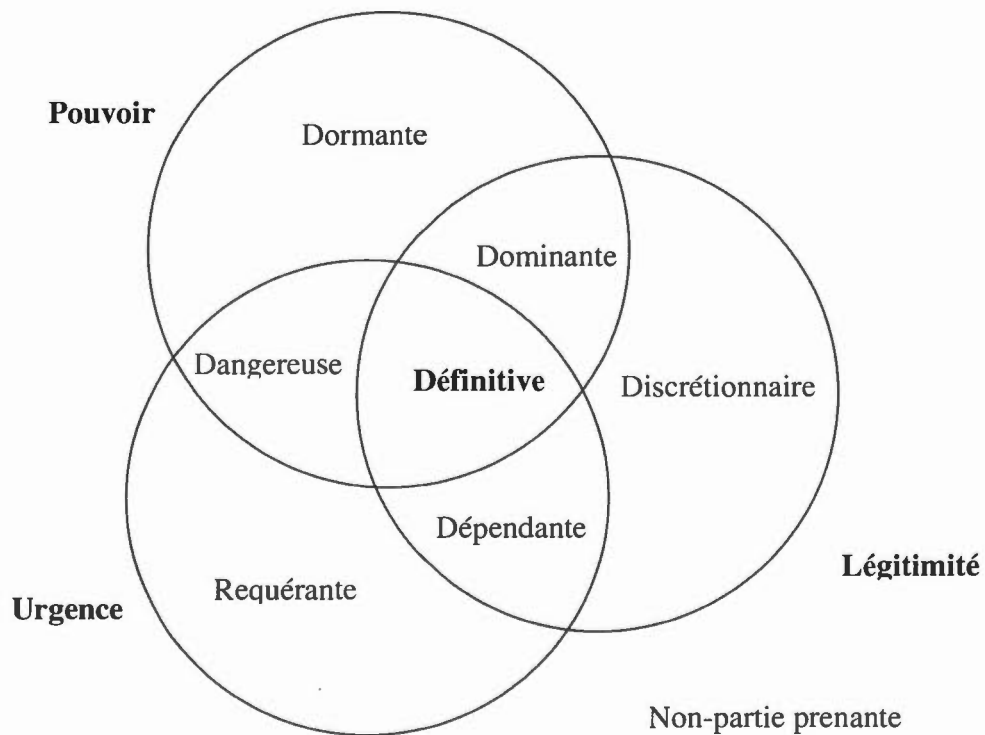 Pouvoir
Dormante
Dominante
Dangereuse
Définitive
Discrétionnaire
Dépendante
Légitimité
Requérante
Urgence
Non-partie prenante